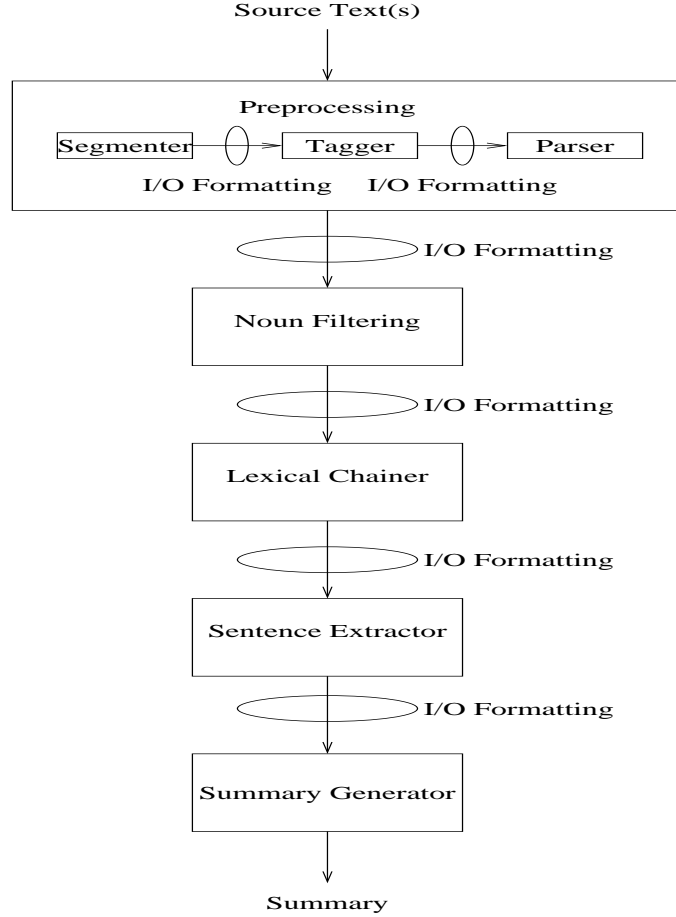 Source Text(s)
Preprocessing
Segmenter Tagger Parser
I/O Formatting I/O Formatting
I/O Formatting
Noun Filtering
I/O Formatting
Lexical Chainer
I/O Formatting
Sentence Extractor
I/O Formatting
Summary Generator
Summary